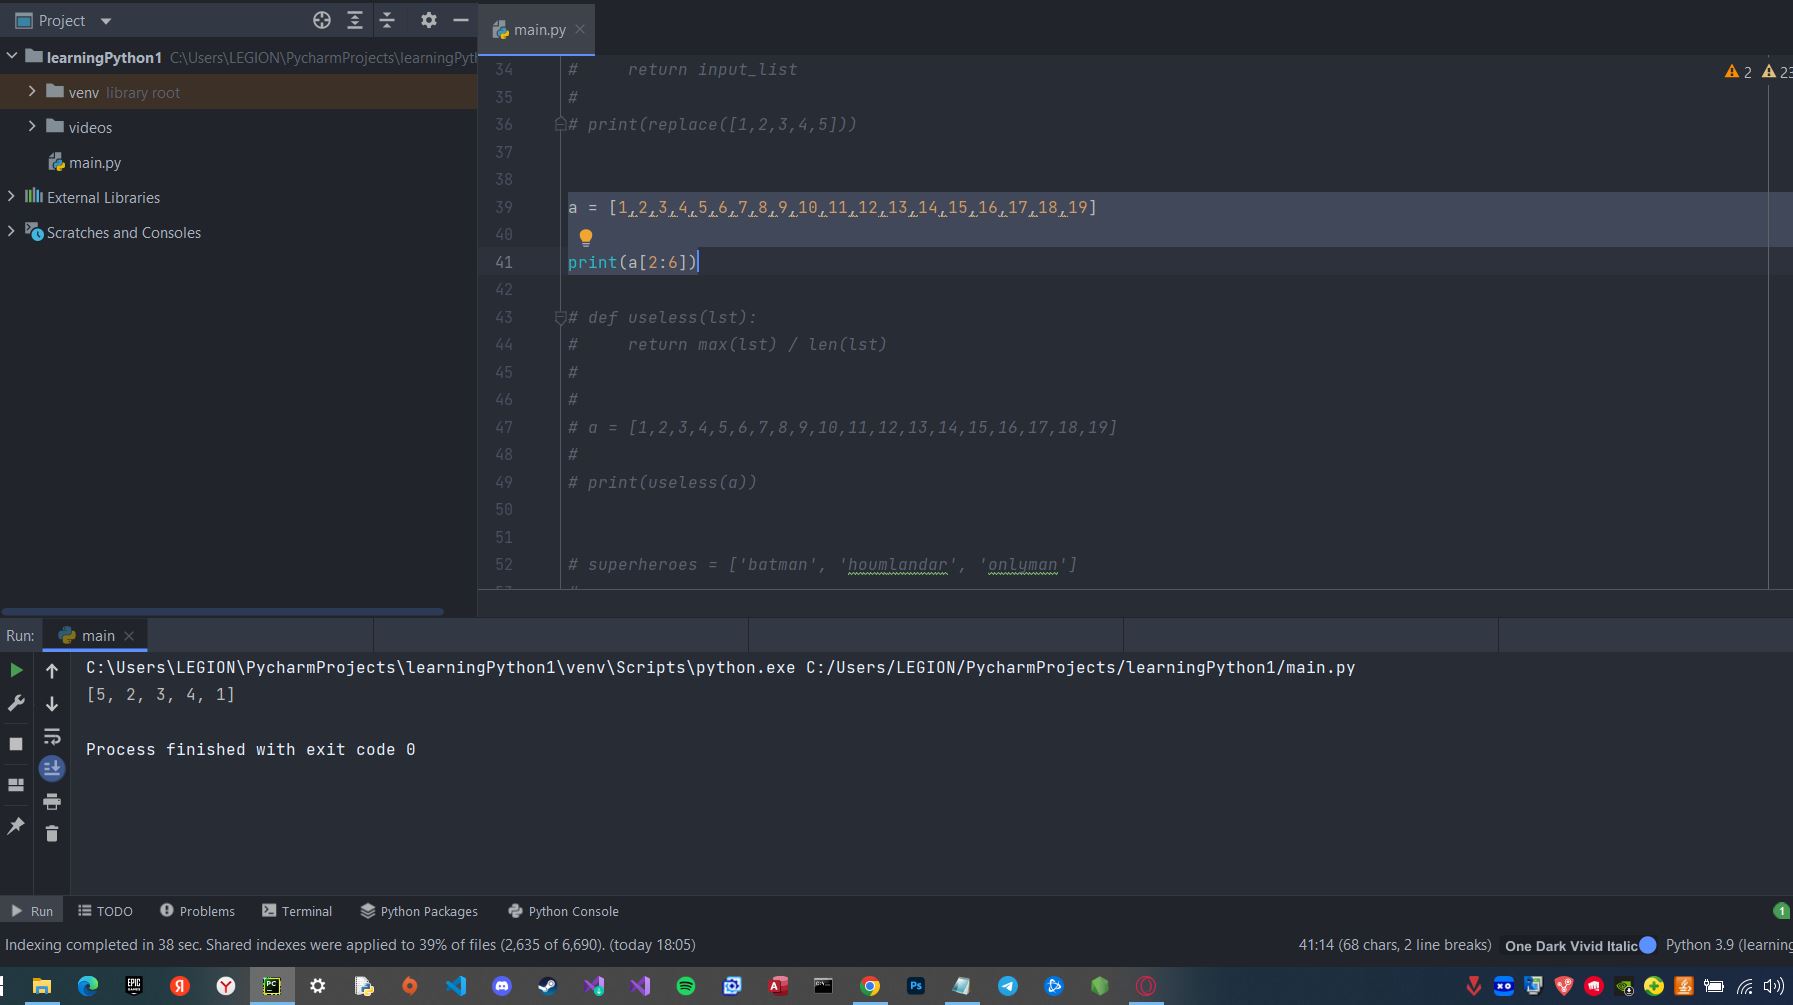 Project
main.py
learningPython1 C:\Users\LEGION\PycharmProjects\learningPyth
venv library root
videos
main.py
External Libraries
Scratches and Consoles
2 23
34 #     return input_list
35 #
36 # print(replace([1,2,3,4,5]))
37
38
39 a = [1,2,3,4,5,6,7,8,9,10,11,12,13,14,15,16,17,18,19]
40
41 print(a[2:6])
42
43 # def useless(lst):
44 #     return max(lst) / len(lst)
45 #
46 #
47 # a = [1,2,3,4,5,6,7,8,9,10,11,12,13,14,15,16,17,18,19]
48 #
49 # print(useless(a))
50
51
52 # superheroes = ['batman', 'houmlandar', 'onlyman']
Run: main
C:\Users\LEGION\PycharmProjects\learningPython1\venv\Scripts\python.exe C:/Users/LEGION/PycharmProjects/learningPython1/main.py
[5, 2, 3, 4, 1]
Process finished with exit code 0
Run TODO Problems Terminal Python Packages Python Console 1
Indexing completed in 38 sec. Shared indexes were applied to 39% of files (2,635 of 6,690). (today 18:05) 41:14 (68 chars, 2 line breaks) One Dark Vivid Italic Python 3.9 (learning
EPIC GAMES Я Y PC A Ps